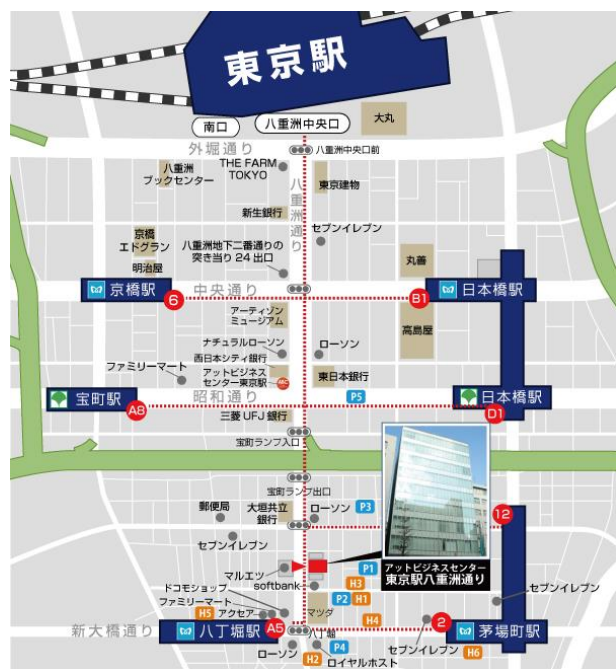 東京駅
南口
八重洲中央口
大丸
外堀通り
八重洲中央口前
八重洲
ブックセンター
THE FARM
TOKYO
八重洲通り
東京建物
新生銀行
セブンイレブン
京橋
エドグラン
八重洲地下二番通りの
突き当り 24 出口
丸善
明治屋
京橋駅
6
中央通り
B1
日本橋駅
アーティゾン
ミュージアム
高島屋
ナチュラルローソン
ローソン
西日本シティ銀行
ファミリーマート
アットビジネス
センター東京駅
ABC
東日本銀行
宝町駅
A8
昭和通り
P5
日本橋駅
D1
三菱 UFJ 銀行
宝町ランプ入口
宝町ランプ出口
郵便局
大垣共立
銀行
ローソン
P3
12
セブンイレブン
アットビジネスセンター
東京駅八重洲通り
マルエツ
P1
softbank
H3
ドコモショップ
P2
H1
セブンイレブン
ファミリーマート
H5
アクセア
マツダ
H4
新大橋通り
八丁堀駅
A5
八丁堀
2
茅場町駅
ローソン
H2
P4
ロイヤルホスト
セブンイレブン
H6